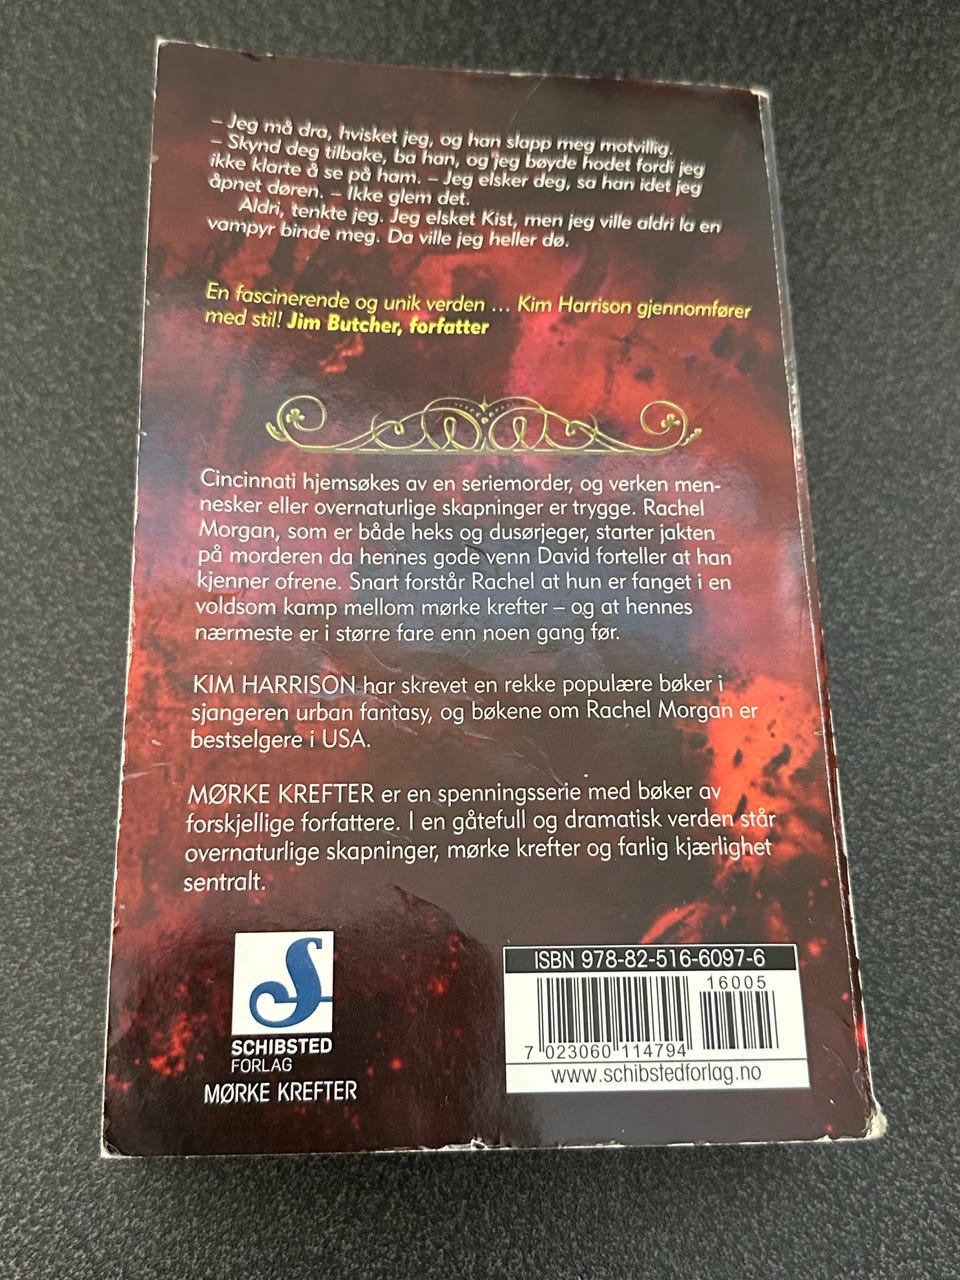 – Jeg må dra, hvisket jeg, og han slapp meg motvillig.
– Skynd deg tilbake, ba han, og jeg bøyde hodet fordi jeg
ikke klarte å se på ham. – Jeg elsker deg, sa han idet jeg
åpnet døren. – Ikke glem det.
Aldri, tenkte jeg. Jeg elsket Kist, men jeg ville aldri la en
vampyr binde meg. Da ville jeg heller dø.
En fascinerende og unik verden ... Kim Harrison gjennomfører
med stil! Jim Butcher, forfatter
Cincinnati hjemsøkes av en seriemorder, og verken men-
nesker eller overnaturlige skapninger er trygge. Rachel
Morgan, som er både heks og dusørjeger, starter jakten
på morderen da hennes gode venn David forteller at han
kjenner ofrene. Snart forstår Rachel at hun er fanget i en
voldsom kamp mellom mørke krefter – og at hennes
nærmeste er i større fare enn noen gang før.
KIM HARRISON har skrevet en rekke populære bøker i
sjangeren urban fantasy, og bøkene om Rachel Morgan er
bestselgere i USA.
MØRKE KREFTER er en spenningsserie med bøker av
forskjellige forfattere. I en gåtefull og dramatisk verden står
overnaturlige skapninger, mørke krefter og farlig kjærlighet
sentralt.
S
SCHIBSTED
FORLAG
MØRKE KREFTER
ISBN 978-82-516-6097-6
16005
7 023060 114794
www.schibstedforlag.no